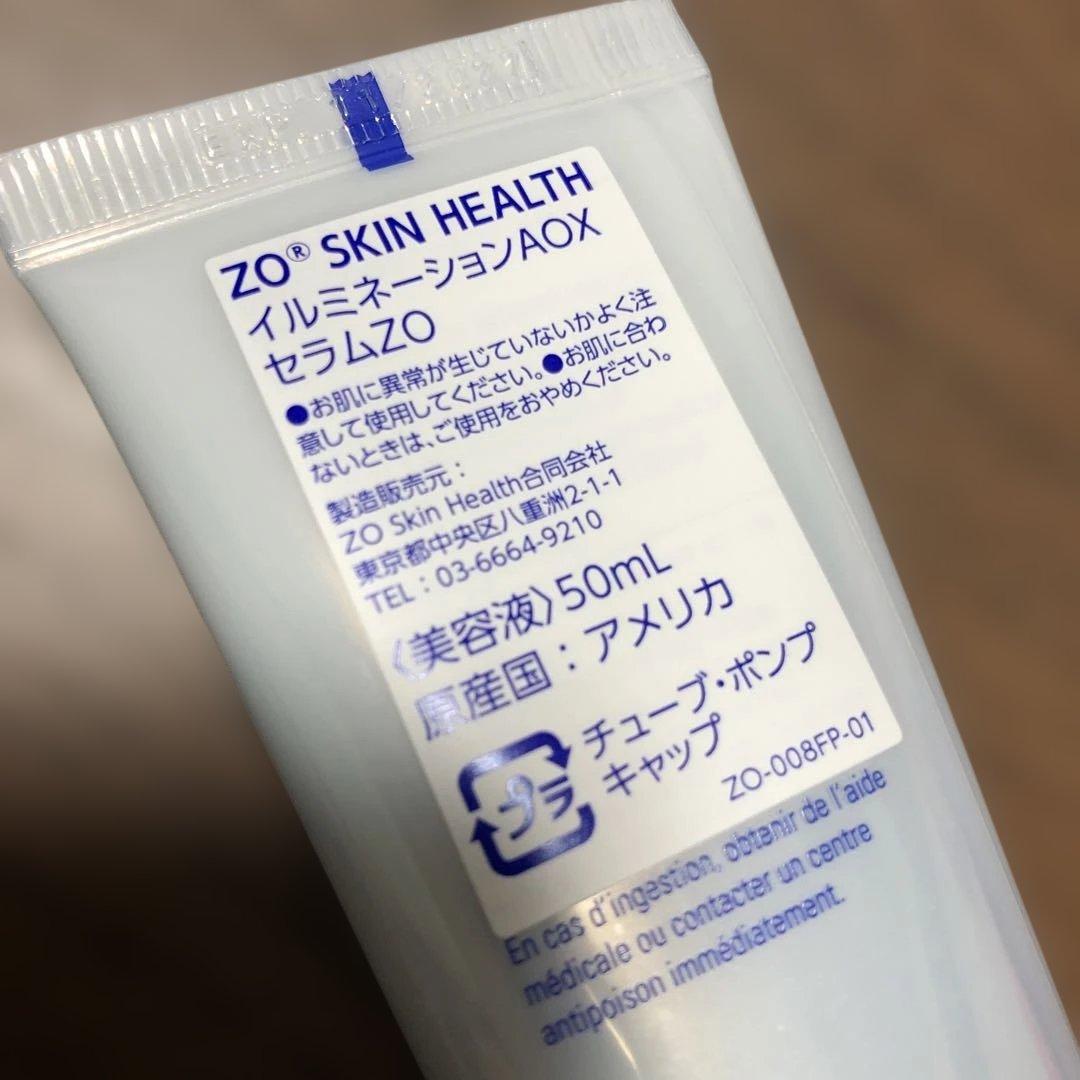 EXP. 11/2027
ZO® SKIN HEALTH
イルミネーションAOX
セラムZO
●お肌に異常が生じていないかよく注
意して使用してください。●お肌に合わ
ないときは、ご使用をおやめください。
製造販売元：
ZO Skin Health合同会社
東京都中央区八重洲2-1-1
TEL：03-6664-9210
〈美容液〉50mL
原産国：アメリカ
プラ
チューブ・ポンプ
キャップ
ZO-008FP-01
En cas d'ingestion, obtenir de l'aide
médicale ou contacter un centre
antipoison immédiatement.